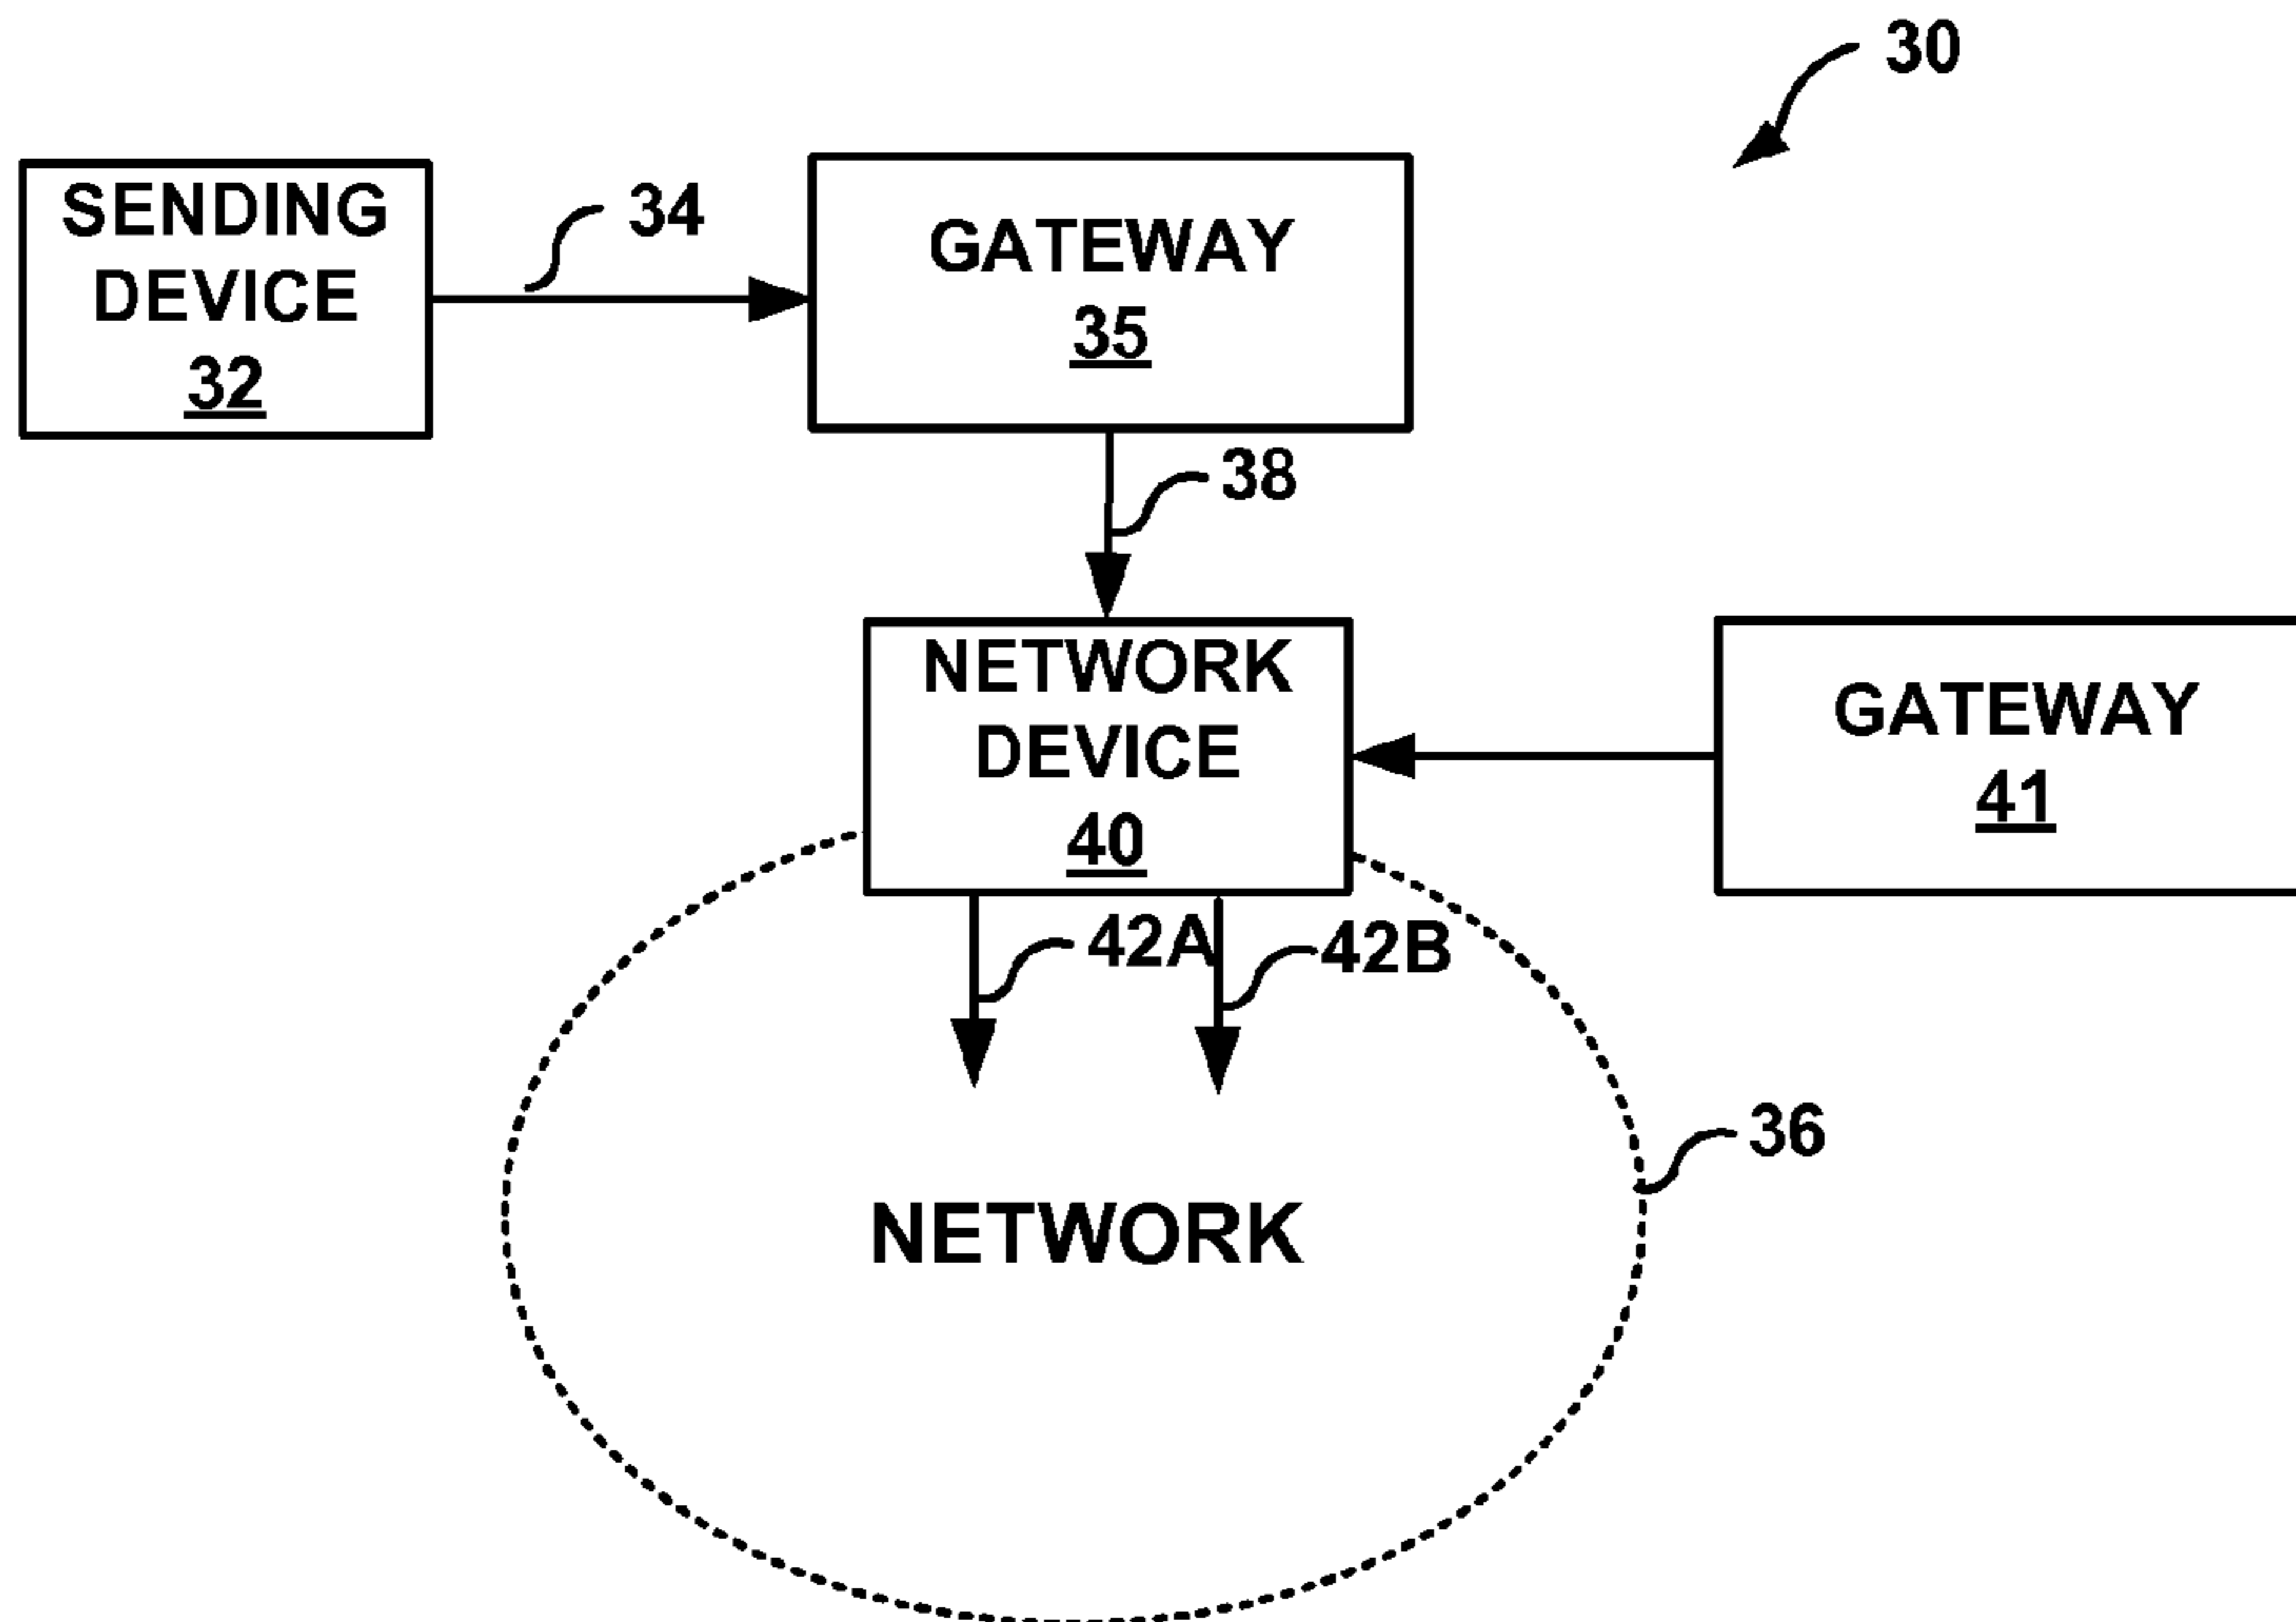 30
SENDING
DEVICE
32
34
GATEWAY
35
38
NETWORK
DEVICE
40
GATEWAY
41
42A
42B
36
NETWORK